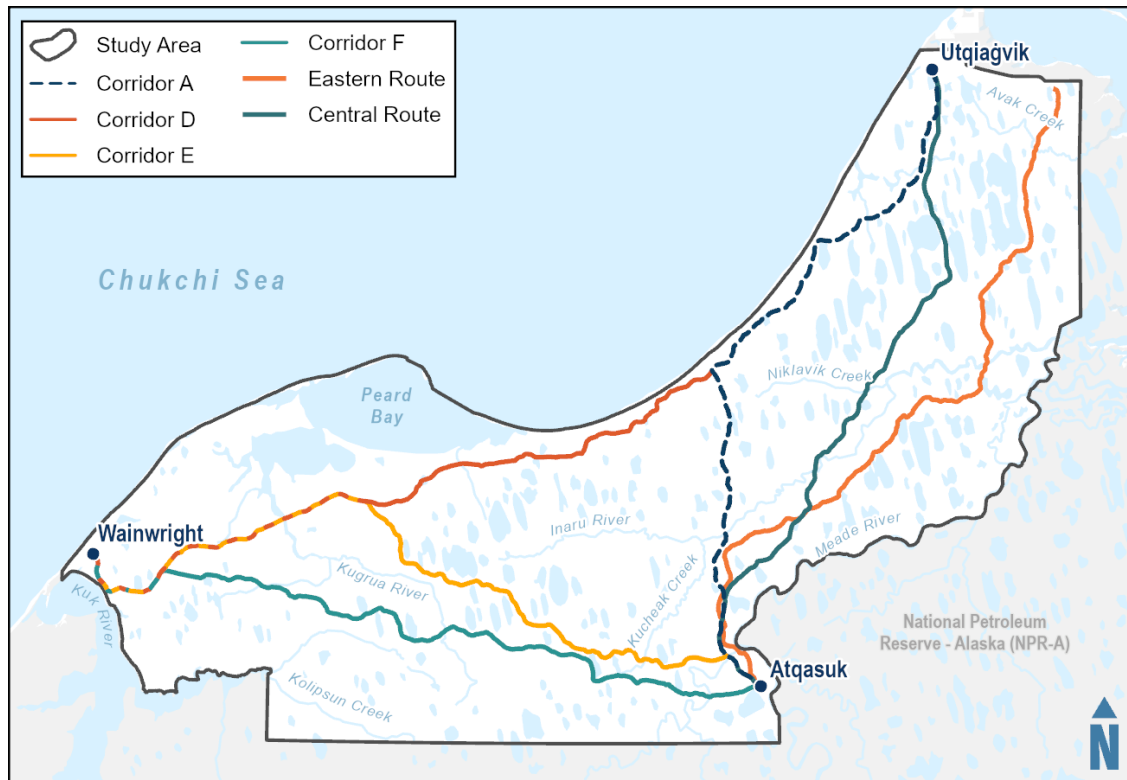 Study Area
Corridor A
Corridor D
Corridor E
Corridor F
Eastern Route
Central Route
Utqiaġvik
Avak Creek
Chukchi Sea
Peard
Bay
Niklavik Creek
Wainwright
Inaru River
Meade River
Kuk River
Kugrua River
Kucheak Creek
National Petroleum
Reserve - Alaska (NPR-A)
Atqasuk
Kolipsun Creek
N